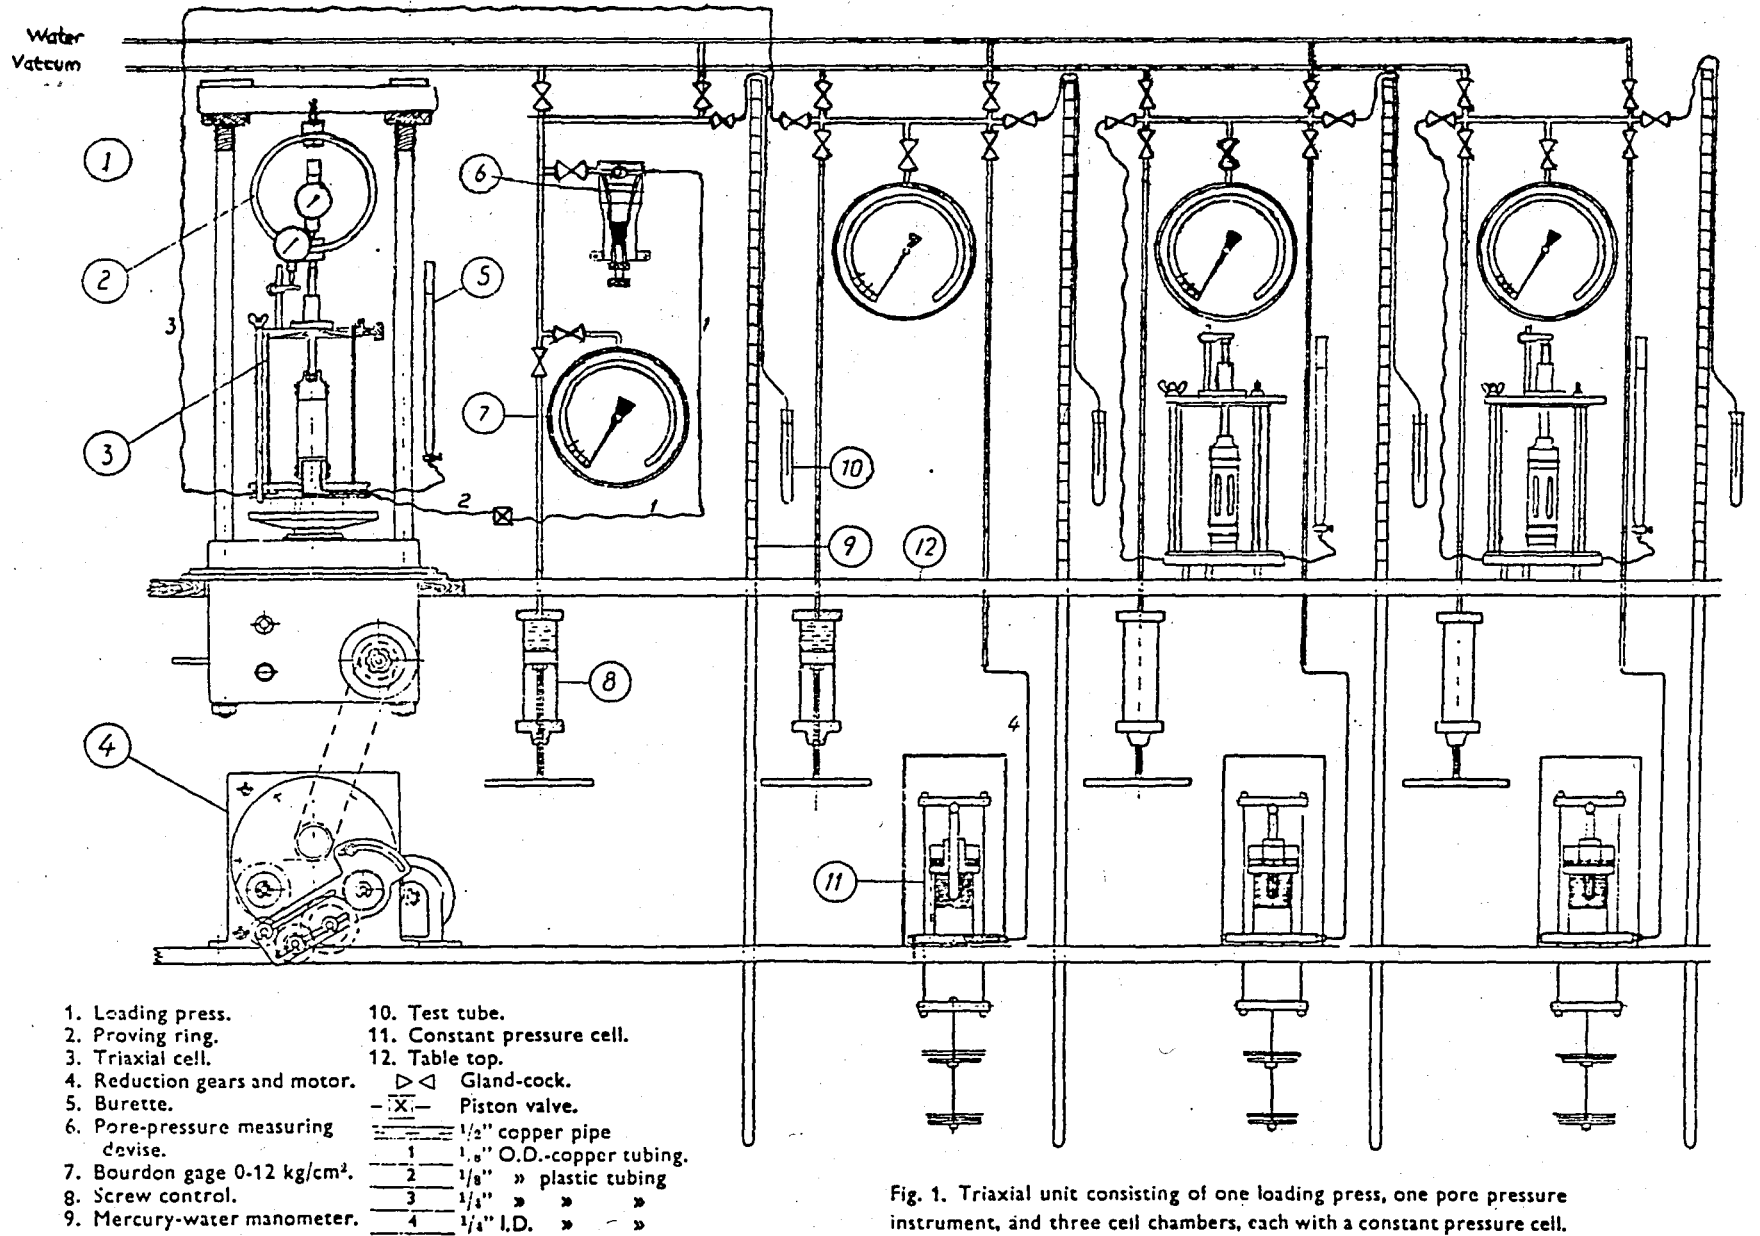 Water
Vattum
1
2
3
4
5
6
7
8
9
10
11
12
3
2
1
1
4
1. Loading press.
2. Proving ring.
3. Triaxial cell.
4. Reduction gears and motor.
5. Burette.
6. Pore-pressure measuring
devise.
7. Bourdon gage 0-12 kg/cm².
8. Screw control.
9. Mercury-water manometer.
10. Test tube.
11. Constant pressure cell.
12. Table top.
▷◁ Gland-cock.
-X- Piston valve.
1/2" copper pipe
1 O.D.-copper tubing.
2 1/8" » plastic tubing
3 » » »
4 I.D. » »
Fig. 1. Triaxial unit consisting of one loading press, one pore pressure
instrument, and three cell chambers, each with a constant pressure cell.